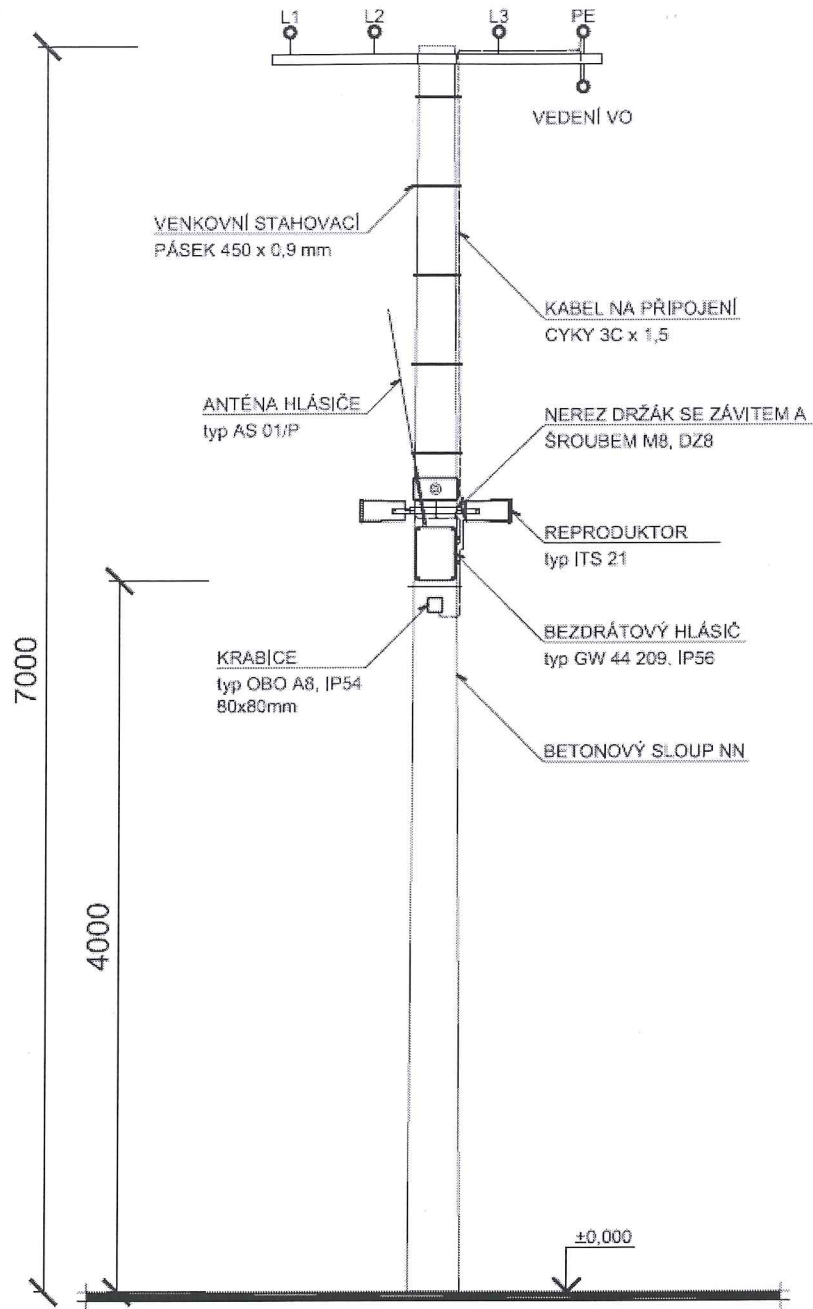 L1
L2
L3
PE
VEDENÍ VO
VENKOVNÍ STAHOVACÍ
PÁSEK 450 x 0,9 mm
KABEL NA PŘIPOJENÍ
CYKY 3C x 1,5
ANTÉNA HLÁSIČE
typ AS 01/P
NEREZ DRŽÁK SE ZÁVITEM A
ŠROUBEM M8, DZ8
REPRODUKTOR
typ ITS 21
BEZDRÁTOVÝ HLÁSIČ
typ GW 44 209, IP56
KRABICE
typ OBO A8, IP54
80x80mm
BETONOVÝ SLOUP NN
7000
4000
±0,000